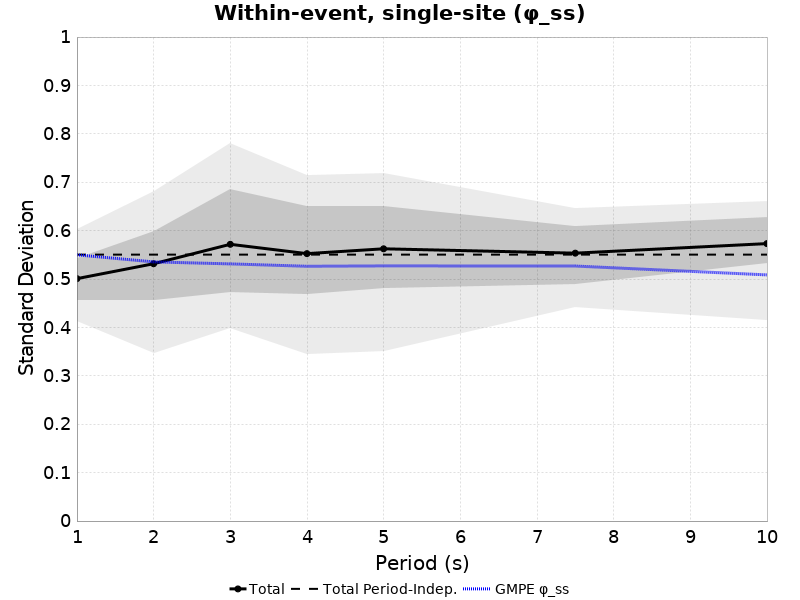 Within-event, single-site (φ_ss)
1
0.9
0.8
0.7
0.6
0.5
0.4
0.3
0.2
0.1
0
Standard Deviation
1 2 3 4 5 6 7 8 9 10
Period (s)
Total Total Period-Indep. GMPE φ_ss